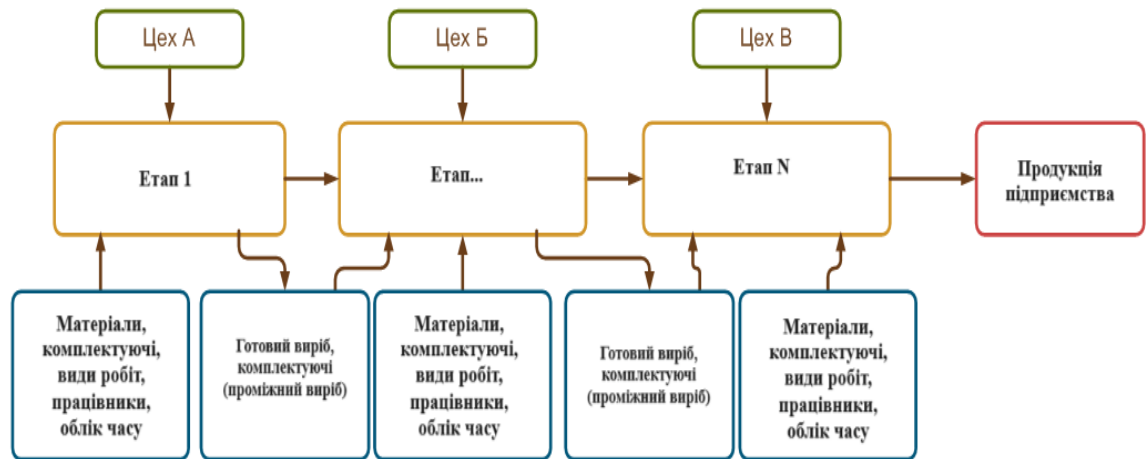 Цех А
Цех Б
Цех В
Етап 1
Етап...
Етап N
Продукція
підприємства
Матеріали,
комплектуючі,
види робіт,
працівники,
облік часу
Готовий виріб,
комплектуючі
(проміжний виріб)
Матеріали,
комплектуючі,
види робіт,
працівники,
облік часу
Готовий виріб,
комплектуючі
(проміжний виріб)
Матеріали,
комплектуючі,
види робіт,
працівники,
облік часу